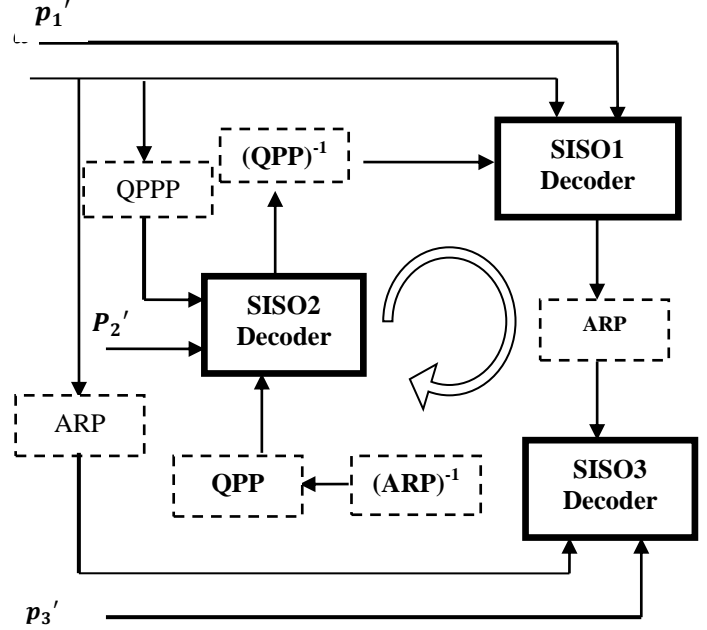 p₁′
(QPP)⁻¹
SISO1
Decoder
QPPP
SISO2
Decoder
P₂′
ARP
ARP
QPP
(ARP)⁻¹
SISO3
Decoder
p₃′